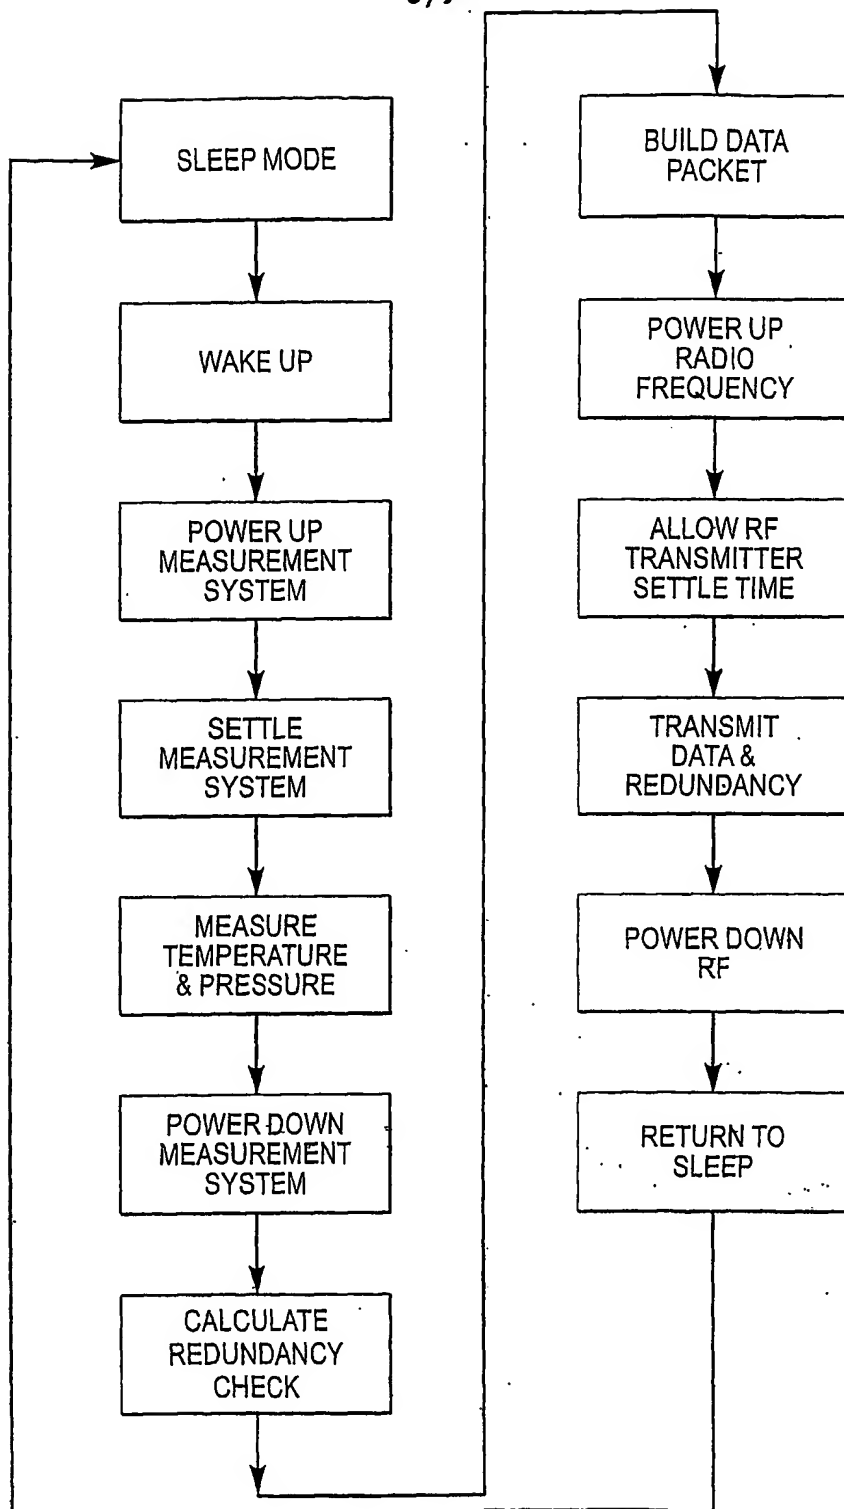 SLEEP MODE
WAKE UP
POWER UP
MEASUREMENT
SYSTEM
SETTLE
MEASUREMENT
SYSTEM
MEASURE
TEMPERATURE
& PRESSURE
POWER DOWN
MEASUREMENT
SYSTEM
CALCULATE
REDUNDANCY
CHECK
BUILD DATA
PACKET
POWER UP
RADIO
FREQUENCY
ALLOW RF
TRANSMITTER
SETTLE TIME
TRANSMIT
DATA &
REDUNDANCY
POWER DOWN
RF
RETURN TO
SLEEP